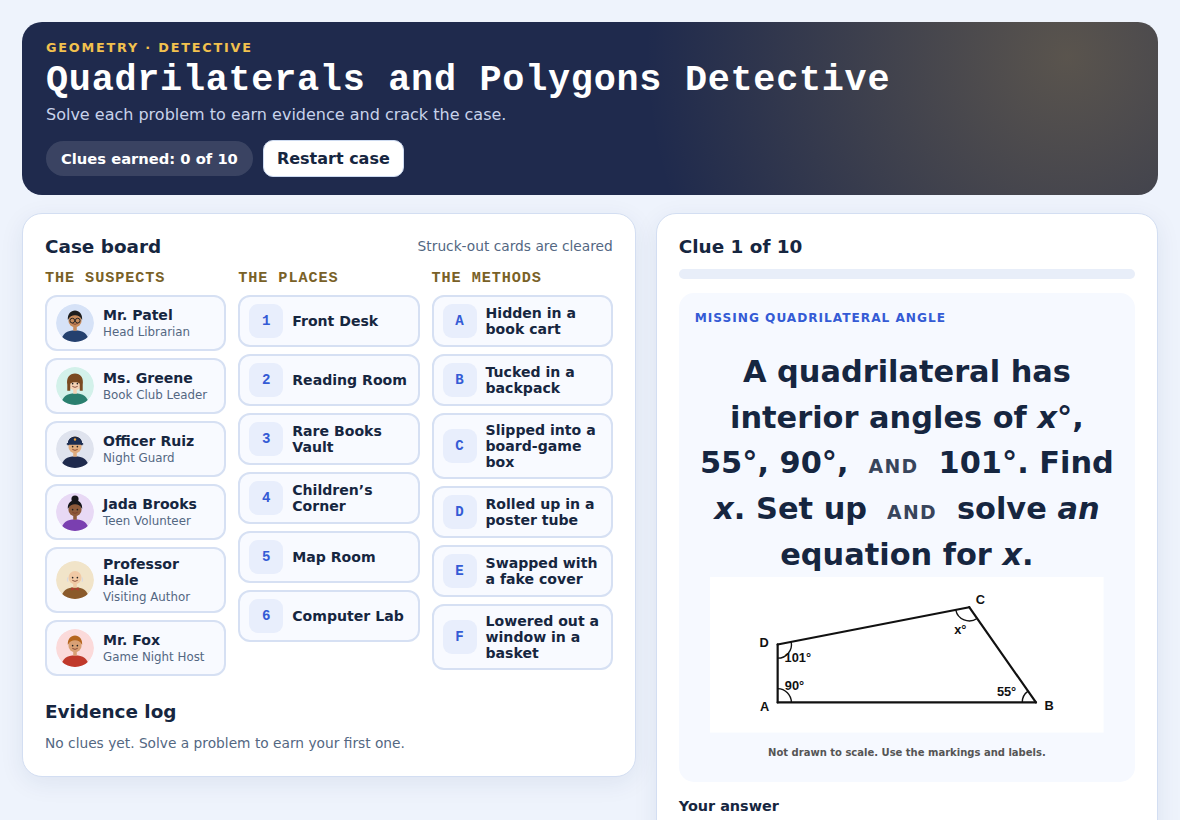 GEOMETRY · DETECTIVE
Quadrilaterals and Polygons Detective
Solve each problem to earn evidence and crack the case.
Clues earned: 0 of 10
Restart case
Case board
Struck-out cards are cleared
THE SUSPECTS
Mr. Patel
Head Librarian
Ms. Greene
Book Club Leader
Officer Ruiz
Night Guard
Jada Brooks
Teen Volunteer
Professor
Hale
Visiting Author
Mr. Fox
Game Night Host
THE PLACES
1 Front Desk
2 Reading Room
3 Rare Books
Vault
4 Children’s
Corner
5 Map Room
6 Computer Lab
THE METHODS
A Hidden in a
book cart
B Tucked in a
backpack
C Slipped into a
board-game
box
D Rolled up in a
poster tube
E Swapped with
a fake cover
F Lowered out a
window in a
basket
Evidence log
No clues yet. Solve a problem to earn your first one.
Clue 1 of 10
MISSING QUADRILATERAL ANGLE
A quadrilateral has
interior angles of x°,
55°, 90°, AND 101°. Find
x. Set up AND solve an
equation for x.
C
x°
D
101°
90°
55°
A
B
Not drawn to scale. Use the markings and labels.
Your answer